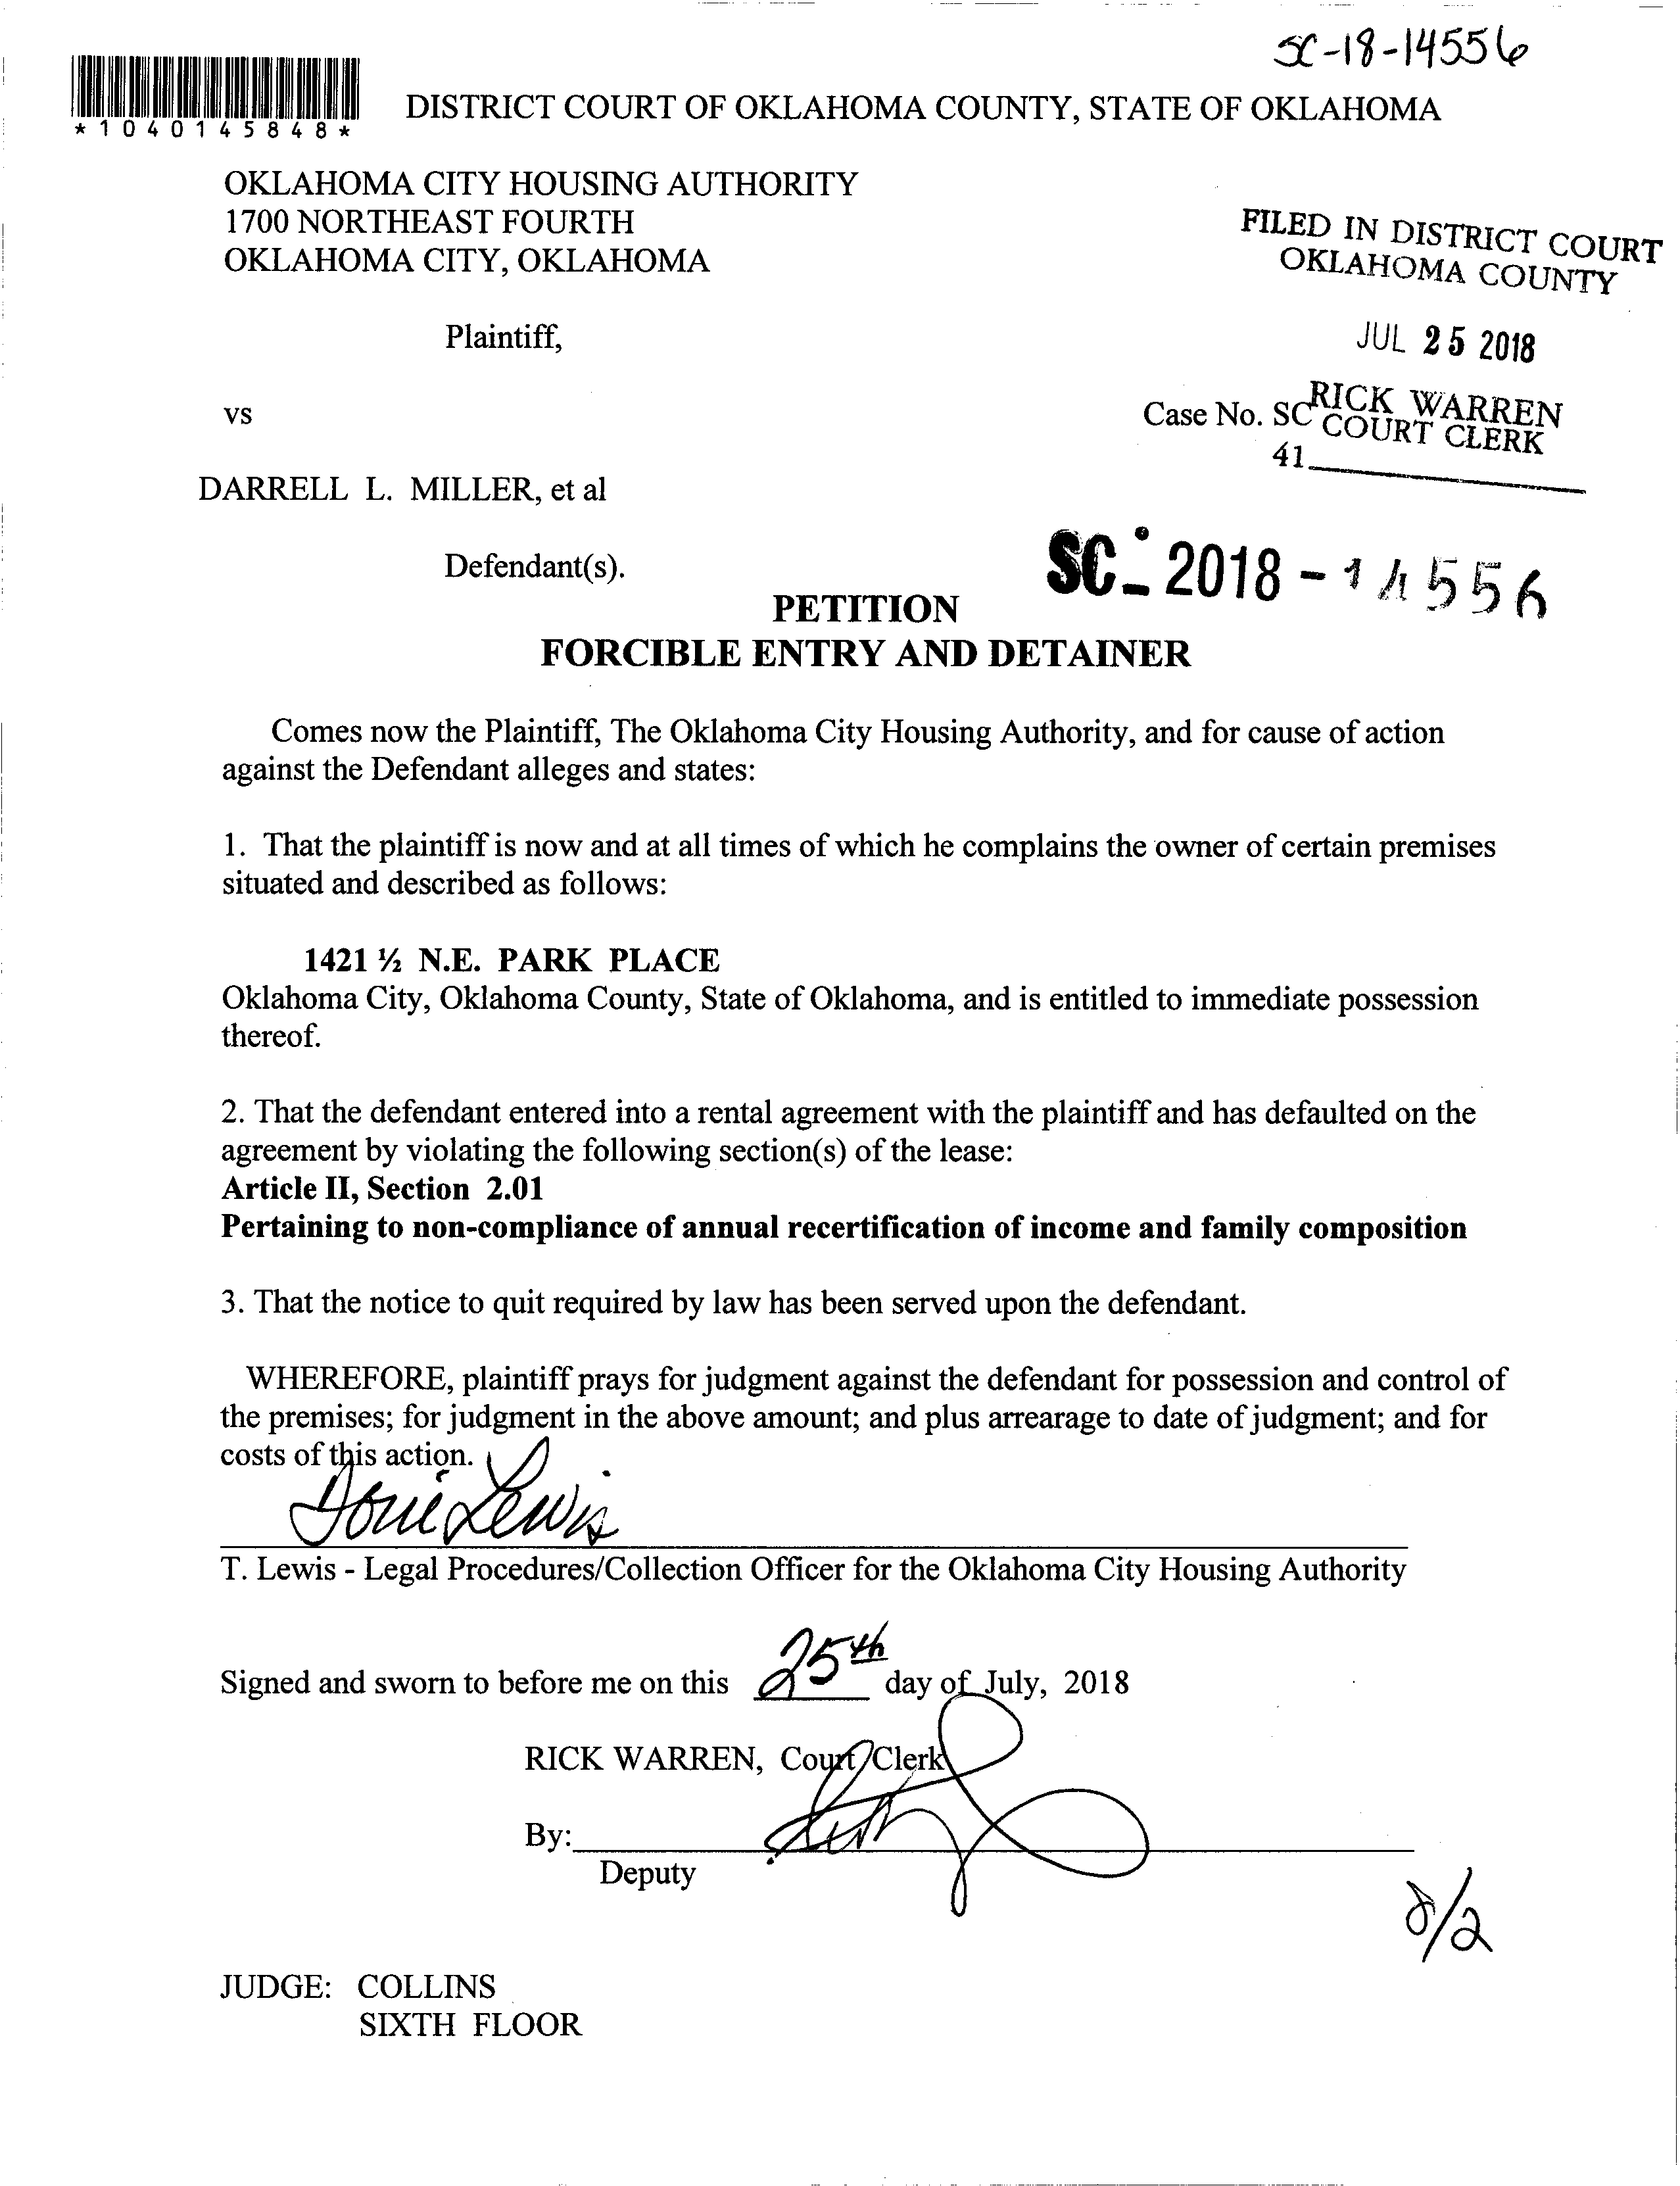 SC-18-14556
*1040145848*
DISTRICT COURT OF OKLAHOMA COUNTY, STATE OF OKLAHOMA
OKLAHOMA CITY HOUSING AUTHORITY
1700 NORTHEAST FOURTH
OKLAHOMA CITY, OKLAHOMA
FILED IN DISTRICT COURT
OKLAHOMA COUNTY
Plaintiff,
JUL 25 2018
vs
Case No. SC
RICK WARREN
COURT CLERK
41
DARRELL L. MILLER, et al
Defendant(s).
SC-2018-14556
PETITION
FORCIBLE ENTRY AND DETAINER
Comes now the Plaintiff, The Oklahoma City Housing Authority, and for cause of action
against the Defendant alleges and states:
1. That the plaintiff is now and at all times of which he complains the owner of certain premises
situated and described as follows:
1421 ½ N.E. PARK PLACE
Oklahoma City, Oklahoma County, State of Oklahoma, and is entitled to immediate possession
thereof.
2. That the defendant entered into a rental agreement with the plaintiff and has defaulted on the
agreement by violating the following section(s) of the lease:
Article II, Section 2.01
Pertaining to non-compliance of annual recertification of income and family composition
3. That the notice to quit required by law has been served upon the defendant.
WHEREFORE, plaintiff prays for judgment against the defendant for possession and control of
the premises; for judgment in the above amount; and plus arrearage to date of judgment; and for
costs of this action.
Lewis
T. Lewis - Legal Procedures/Collection Officer for the Oklahoma City Housing Authority
Signed and sworn to before me on this 25th day of July, 2018
RICK WARREN, Court Clerk
By:
Deputy
8/2
JUDGE: COLLINS
SIXTH FLOOR